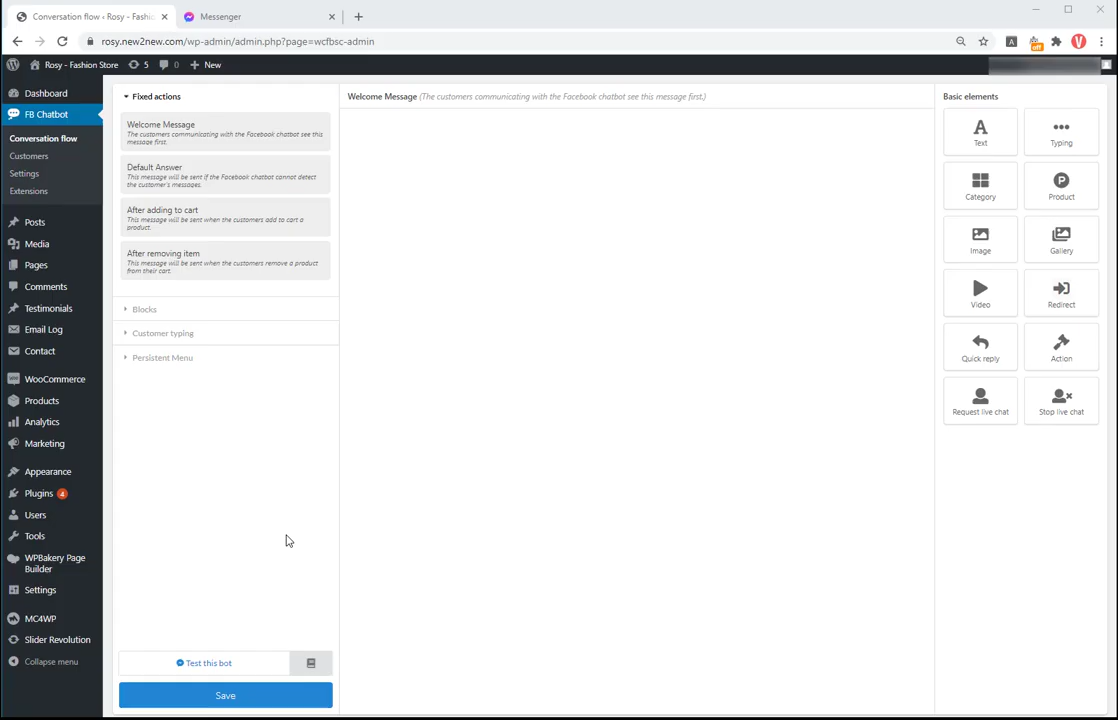 Conversation flow ‹ Rosy - Fashic
Messenger
rosy.new2new.com/wp-admin/admin.php?page=wcfbsc-admin
A
off
V
Rosy - Fashion Store
5
0
New
Dashboard
FB Chatbot
Conversation flow
Customers
Settings
Extensions
Posts
Media
Pages
Comments
Testimonials
Email Log
Contact
WooCommerce
Products
Analytics
Marketing
Appearance
Plugins 4
Users
Tools
WPBakery Page
Builder
Settings
MC4WP
Slider Revolution
Collapse menu
Fixed actions
Welcome Message
The customers communicating with the Facebook chatbot see this
message first.
Default Answer
This message will be sent if the Facebook chatbot cannot detect
the customer's messages.
After adding to cart
This message will be sent when the customers add to cart a
product.
After removing item
This message will be sent when the customers remove a product
from their cart.
Blocks
Customer typing
Persistent Menu
Test this bot
Save
Welcome Message (The customers communicating with the Facebook chatbot see this message first.)
Basic elements
Text
Typing
Category
Product
Image
Gallery
Video
Redirect
Quick reply
Action
Request live chat
Stop live chat